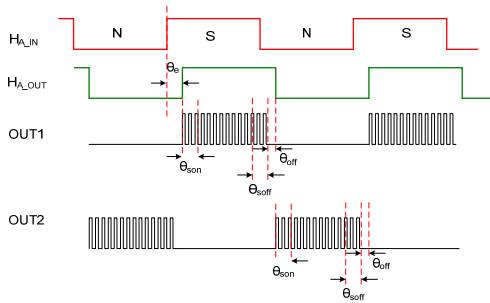 N S N S
H_A_IN
θe
H_A_OUT
OUT1
θoff
θson
θsoff
OUT2
θson
θoff
θsoff